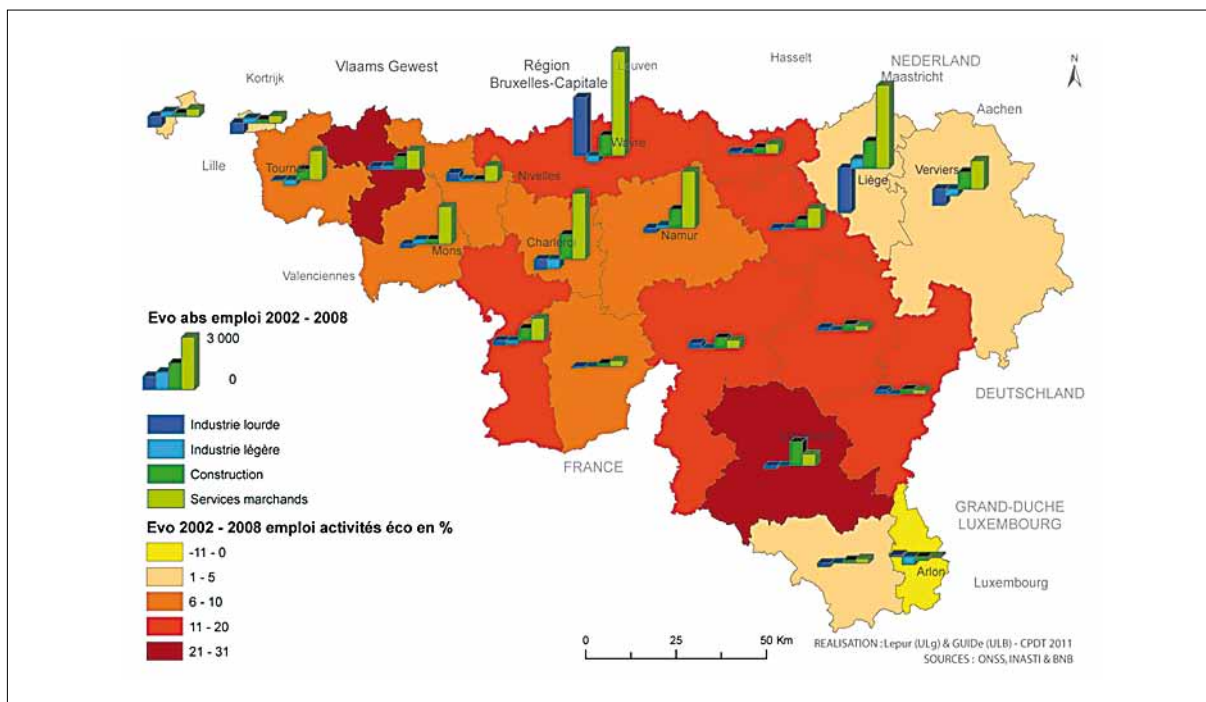 Hasselt
NEDERLAND
Vlaams Gewest
Région
Bruxelles-Capitale
Maastricht
Kortrijk
Aachen
Wavre
Lille
Tourn
Nivelles
Liège
Verviers
Mons
Charleroi
Namur
Valenciennes
Evo abs emploi 2002 - 2008
3 000
0
Industrie lourde
Industrie légère
Construction
Services marchands
Evo 2002 - 2008 emploi activités éco en %
-11 - 0
1 - 5
6 - 10
11 - 20
21 - 31
DEUTSCHLAND
FRANCE
GRAND-DUCHE
LUXEMBOURG
Arlon
Luxembourg
0 25 50 Km
REALISATION : Lepur (ULg) & GUIDe (ULB) - CPDT 2011
SOURCES : ONSS, INASTI & BNB
N